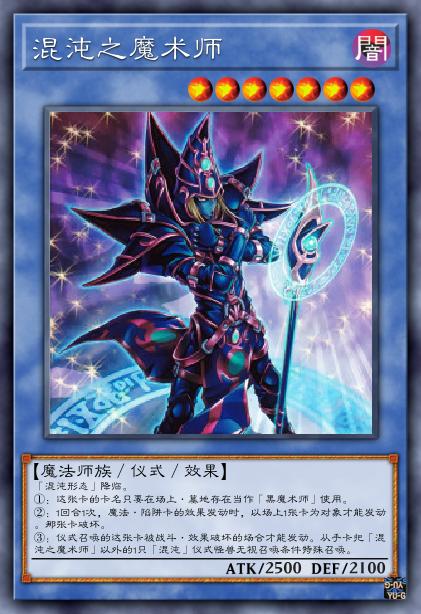 混沌之魔术师
闇
【魔法师族／仪式／效果】
「混沌形态」降临。
①：这张卡的卡名只要在场上·墓地存在当作「黑魔术师」使用。
②：1回合1次，魔法·陷阱卡的效果发动时，以场上1张卡为对象才能发动
。那张卡破坏。
③：仪式召唤的这张卡被战斗·效果破坏的场合才能发动。从手卡把「混
沌之魔术师」以外的1只「混沌」仪式怪兽无视召唤条件特殊召唤。
ATK/2500 DEF/2100